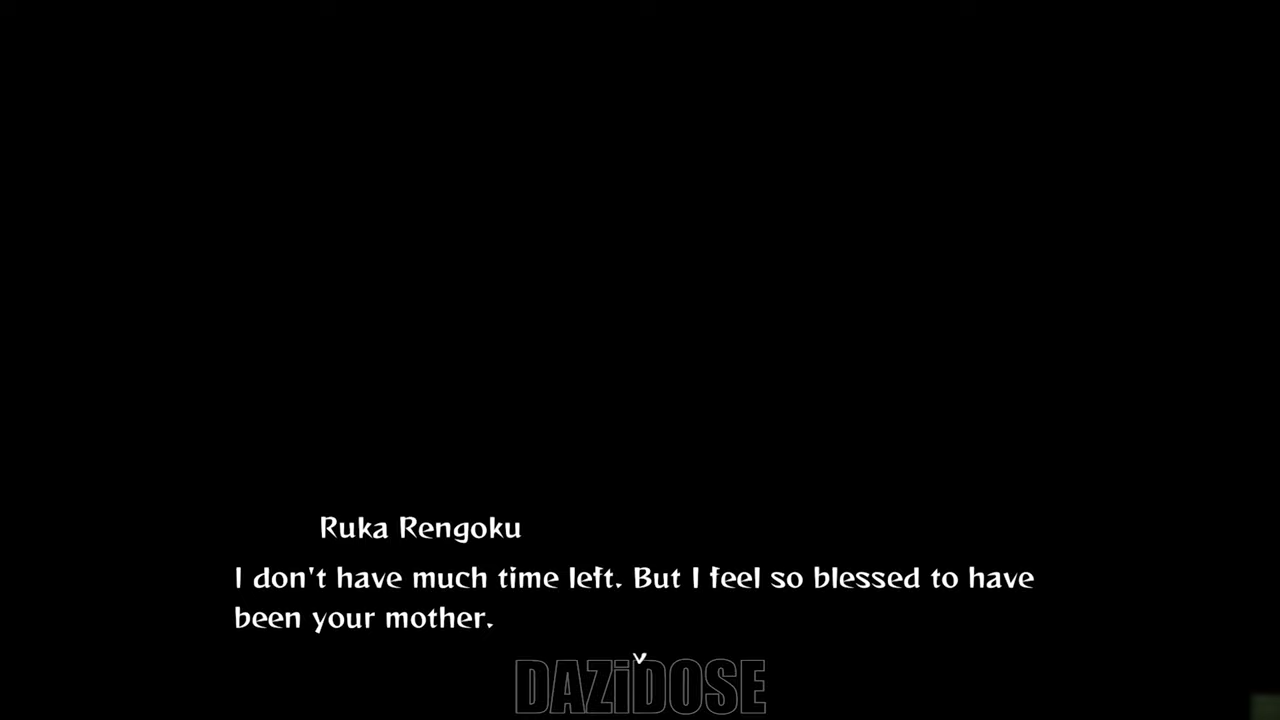 Ruka Rengoku
I don't have much time left. But I feel so blessed to have
been your mother.
DAZiDOSE